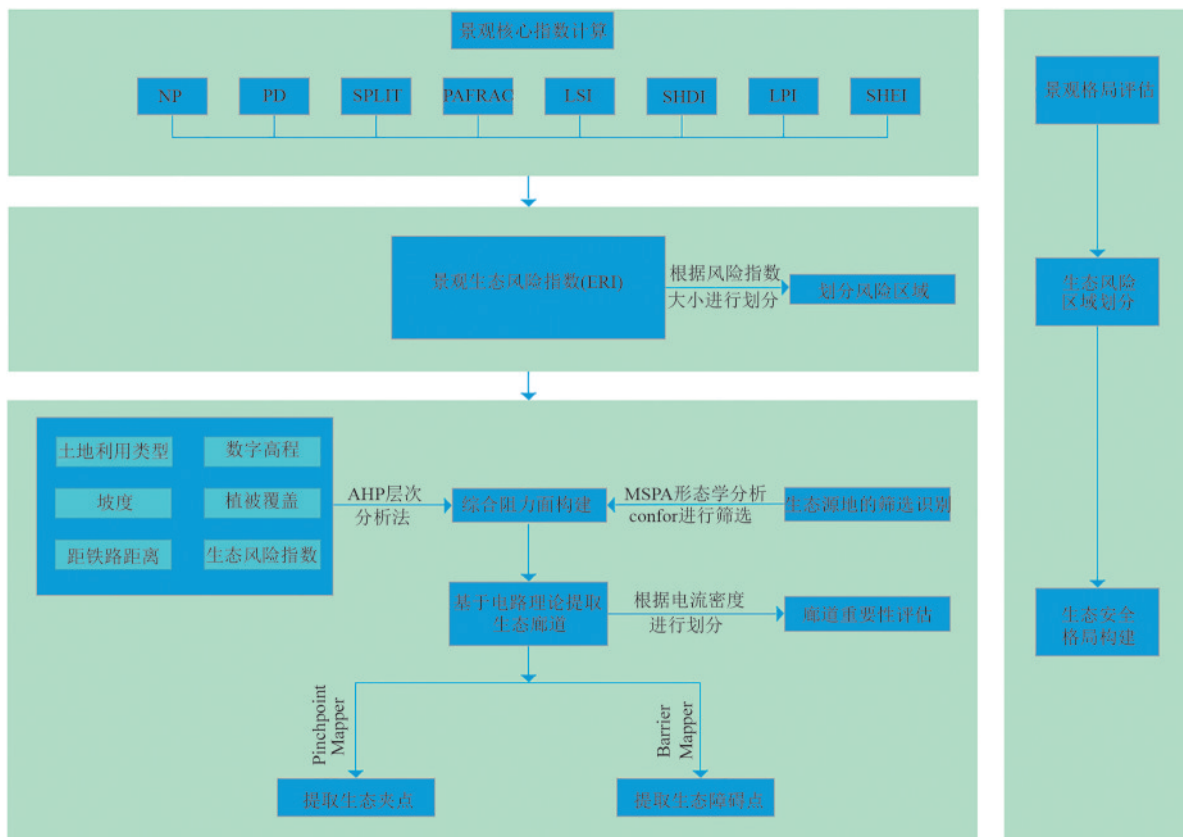 景观核心指数计算
NP
PD
SPLIT
PAFRAC
LSI
SHDI
LPI
SHEI
景观生态风险指数(ERI)
根据风险指数
大小进行划分
划分风险区域
土地利用类型
数字高程
坡度
植被覆盖
距铁路距离
生态风险指数
AHP层次
分析法
综合阻力面构建
MSPA形态学分析
confor进行筛选
生态源地的筛选识别
基于电路理论提取
生态廊道
根据电流密度
进行划分
廊道重要性评估
Pinchpoint
Mapper
Barrier
Mapper
提取生态夹点
提取生态障碍点
景观格局评估
生态风险
区域划分
生态安全
格局构建